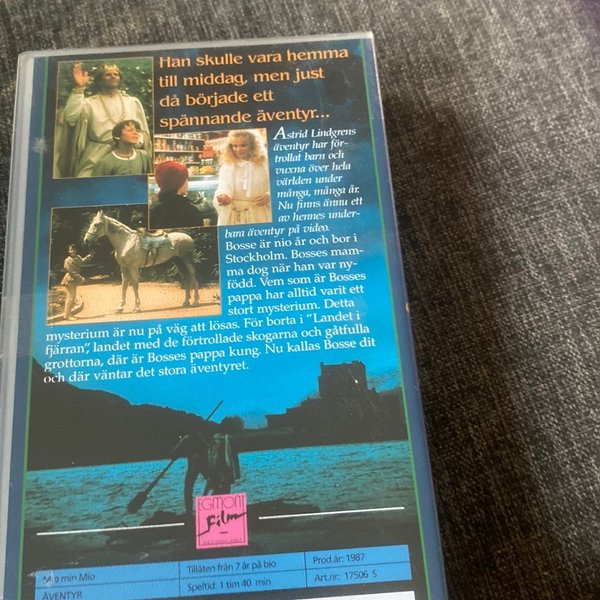 Han skulle vara hemma
till middag, men just
då började ett
spännande äventyr...
Astrid Lindgrens
äventyr har för-
trollat barn och
vuxna över hela
världen under
många, många år.
Nu finns ännu ett
av hennes under-
bara äventyr på video.
Bosse är nio år och bor i
Stockholm. Bosses mam-
ma dog när han var ny-
född. Vem som är Bosses
pappa har alltid varit ett
stort mysterium. Detta
mysterium är nu på väg att lösas. För borta i "Landet i
fjärran", landet med de förtrollade skogarna och gåtfulla
grottorna, där är Bosses pappa kung. Nu kallas Bosse dit
och där väntar det stora äventyret.
EGMONT
Film
Mio min Mio
Tillåten från 7 år på bio
Prod.år: 1987
ÄVENTYR
Speltid: 1 tim 40 min
Art.nr: 17506 5